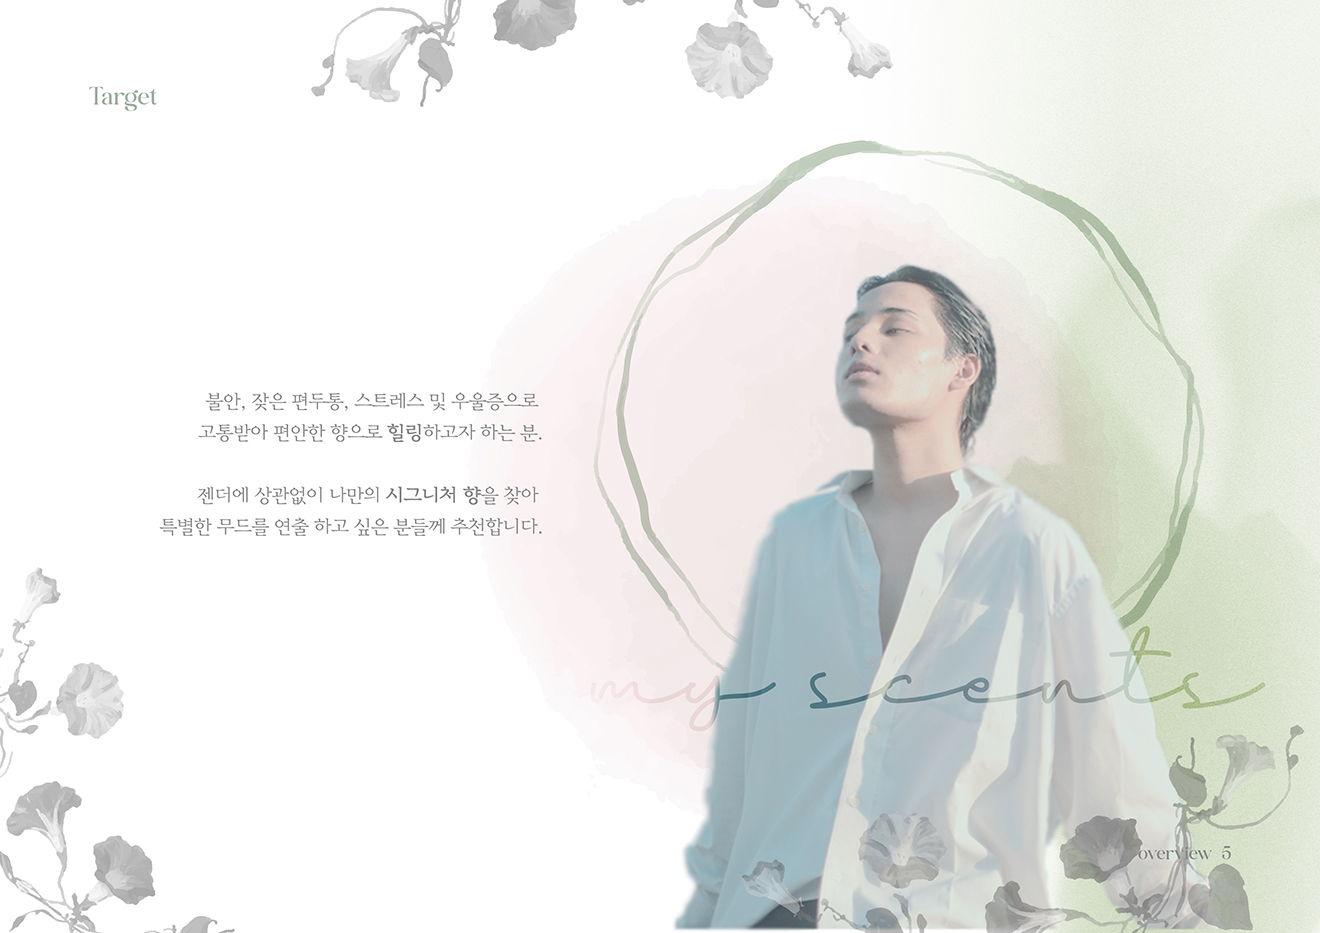 Target
불안, 잦은 편두통, 스트레스 및 우울증으로
고통받아 편안한 향으로 힐링하고자 하는 분.
젠더에 상관없이 나만의 시그니처 향을 찾아
특별한 무드를 연출 하고 싶은 분들께 추천합니다.
my scents
overview 5